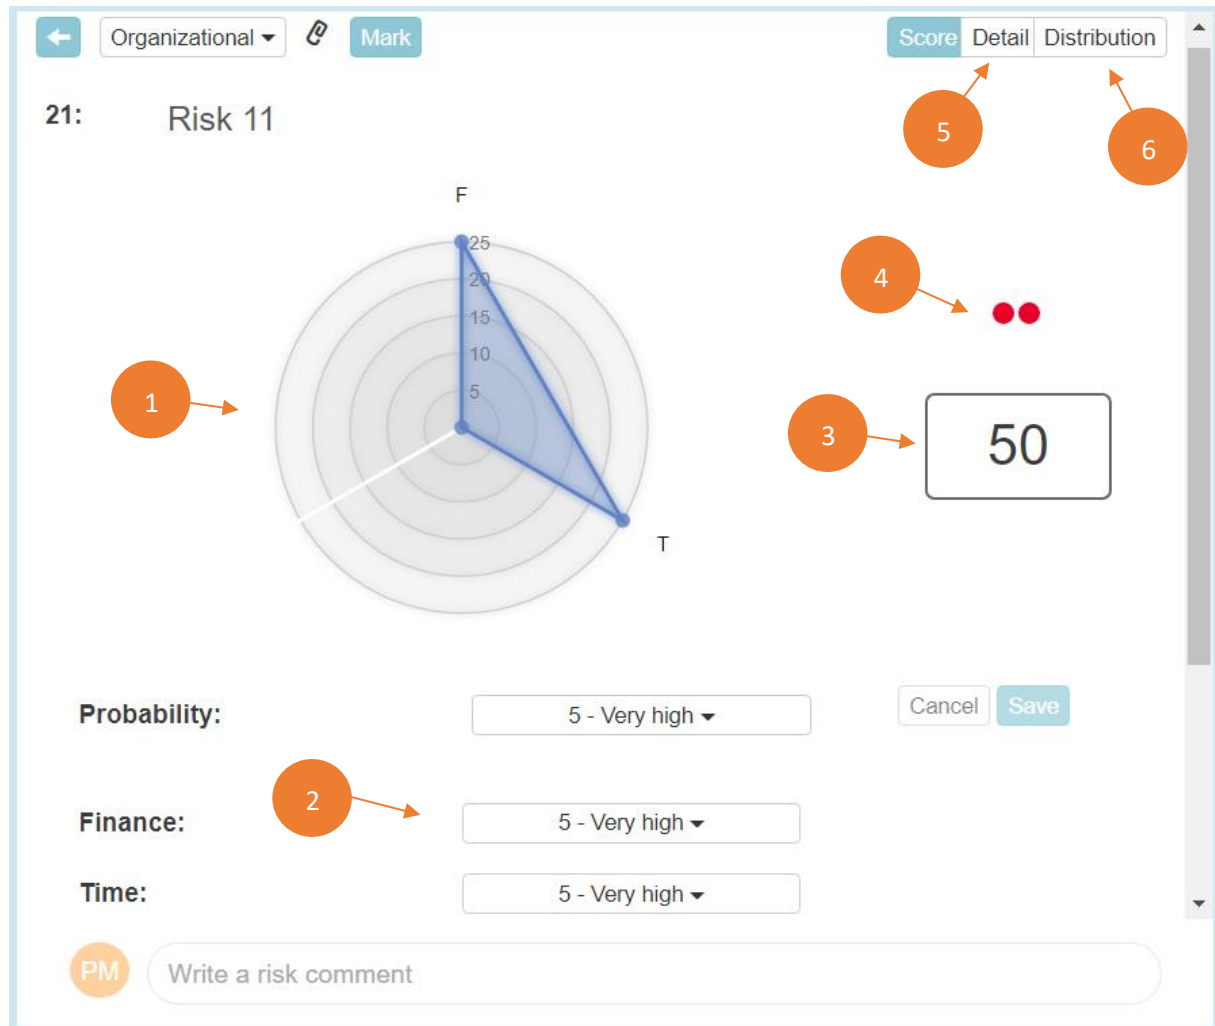 Organizational Mark Score Detail Distribution
5
6
21: Risk 11
F
25
20
15
10
5
T
4
1
3
50
Probability: 5 - Very high Cancel Save
2
Finance: 5 - Very high
Time: 5 - Very high
PM Write a risk comment